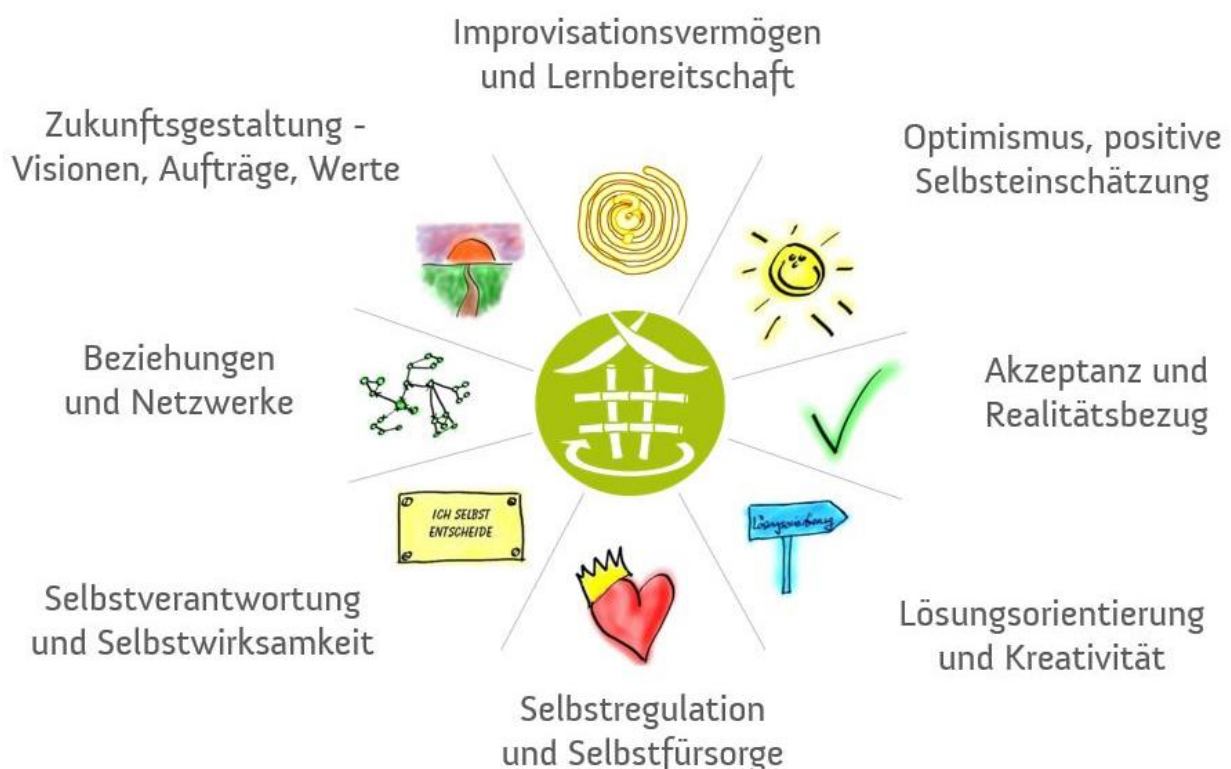 Improvisationsvermögen
und Lernbereitschaft
Zukunftsgestaltung -
Visionen, Aufträge, Werte
Optimismus, positive
Selbsteinschätzung
Beziehungen
und Netzwerke
Akzeptanz und
Realitätsbezug
ICH SELBST
ENTSCHEIDE
Selbstverantwortung
und Selbstwirksamkeit
Lösungsorientierung
und Kreativität
Selbstregulation
und Selbstfürsorge